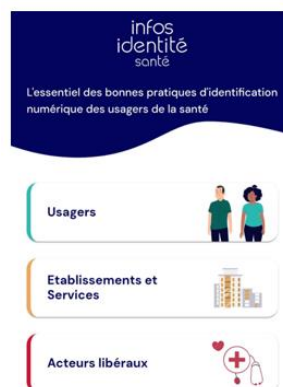 infos
identité
santé
L'essentiel des bonnes pratiques d'identification
numérique des usagers de la santé
Usagers
Etablissements et
Services
Acteurs libéraux